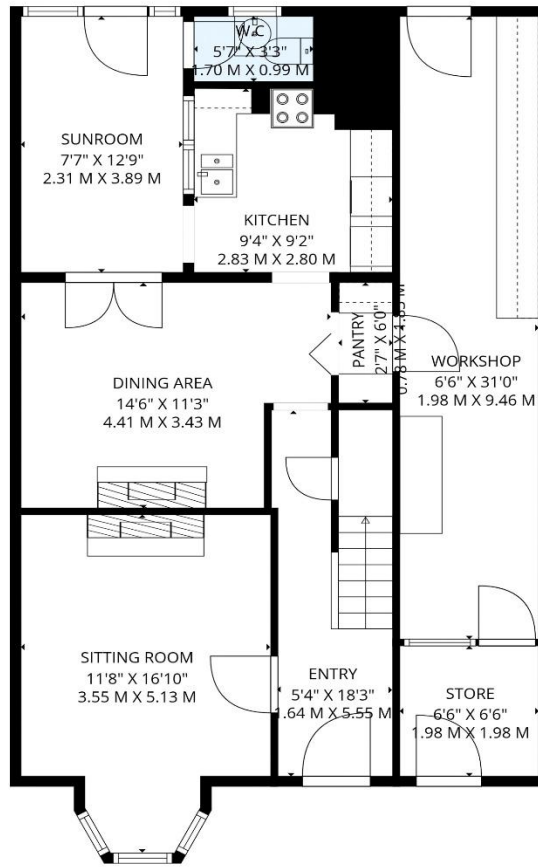 W.C
5'7" X 3'3"
1.70 M X 0.99 M
SUNROOM
7'7" X 12'9"
2.31 M X 3.89 M
KITCHEN
9'4" X 9'2"
2.83 M X 2.80 M
PANTRY
2'7" X 6'0"
0.78 M X 1.83 M
WORKSHOP
6'6" X 31'0"
1.98 M X 9.46 M
DINING AREA
14'6" X 11'3"
4.41 M X 3.43 M
SITTING ROOM
11'8" X 16'10"
3.55 M X 5.13 M
ENTRY
5'4" X 18'3"
1.64 M X 5.55 M
STORE
6'6" X 6'6"
1.98 M X 1.98 M